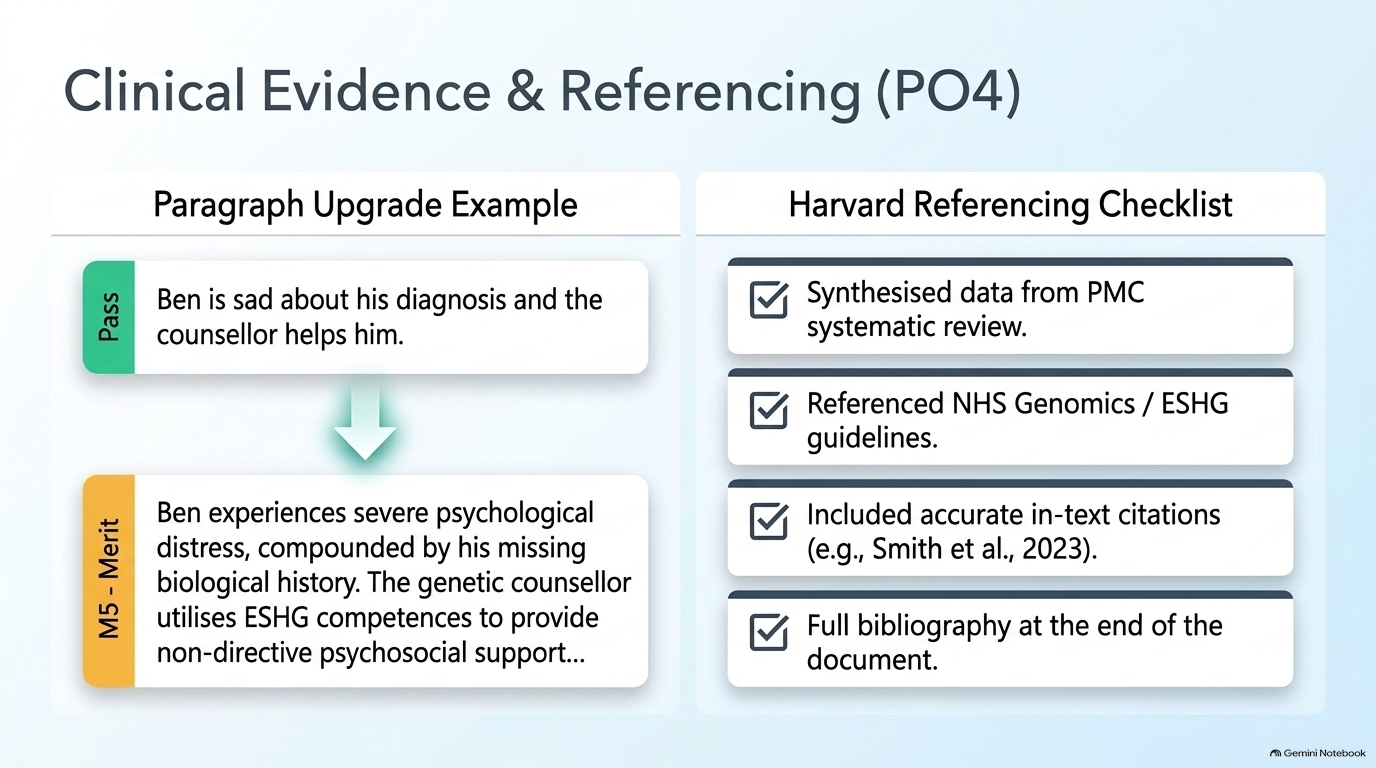 Clinical Evidence & Referencing (PO4)
Paragraph Upgrade Example
Pass
Ben is sad about his diagnosis and the
counsellor helps him.
M5 - Merit
Ben experiences severe psychological
distress, compounded by his missing
biological history. The genetic counsellor
utilises ESHG competences to provide
non-directive psychosocial support...
Harvard Referencing Checklist
Synthesised data from PMC
systematic review.
Referenced NHS Genomics / ESHG
guidelines.
Included accurate in-text citations
(e.g., Smith et al., 2023).
Full bibliography at the end of the
document.
Gemini Notebook